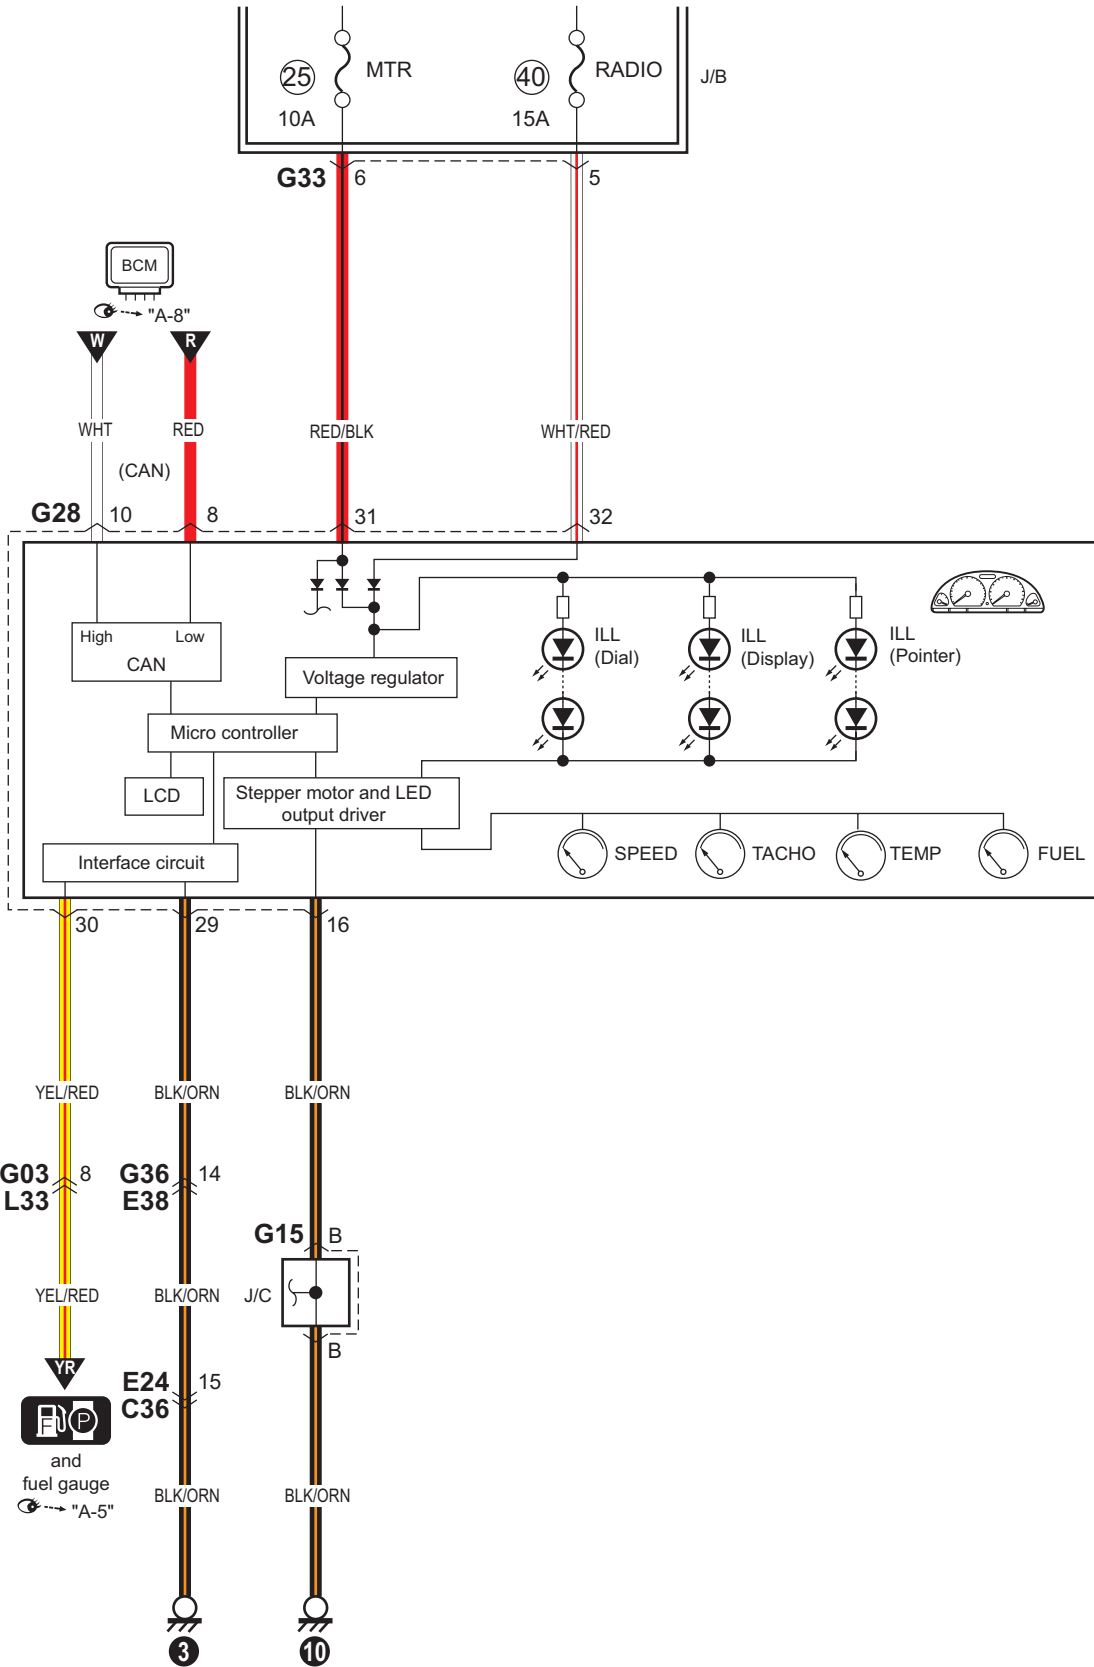 25 MTR 40 RADIO J/B
10A 15A
G33 6 5
BCM
"A-8"
W R
WHT RED RED/BLK WHT/RED
(CAN)
G28 10 8 31 32
High Low
CAN
ILL
(Dial)
ILL
(Display)
ILL
(Pointer)
Voltage regulator
Micro controller
LCD
Stepper motor and LED
output driver
Interface circuit
SPEED TACHO TEMP FUEL
30 29 16
YEL/RED BLK/ORN BLK/ORN
G03 8 G36 14
L33 E38
G15 B
YEL/RED BLK/ORN J/C
B
YR
E24 15
C36
F P
and
fuel gauge
"A-5"
BLK/ORN BLK/ORN
3 10